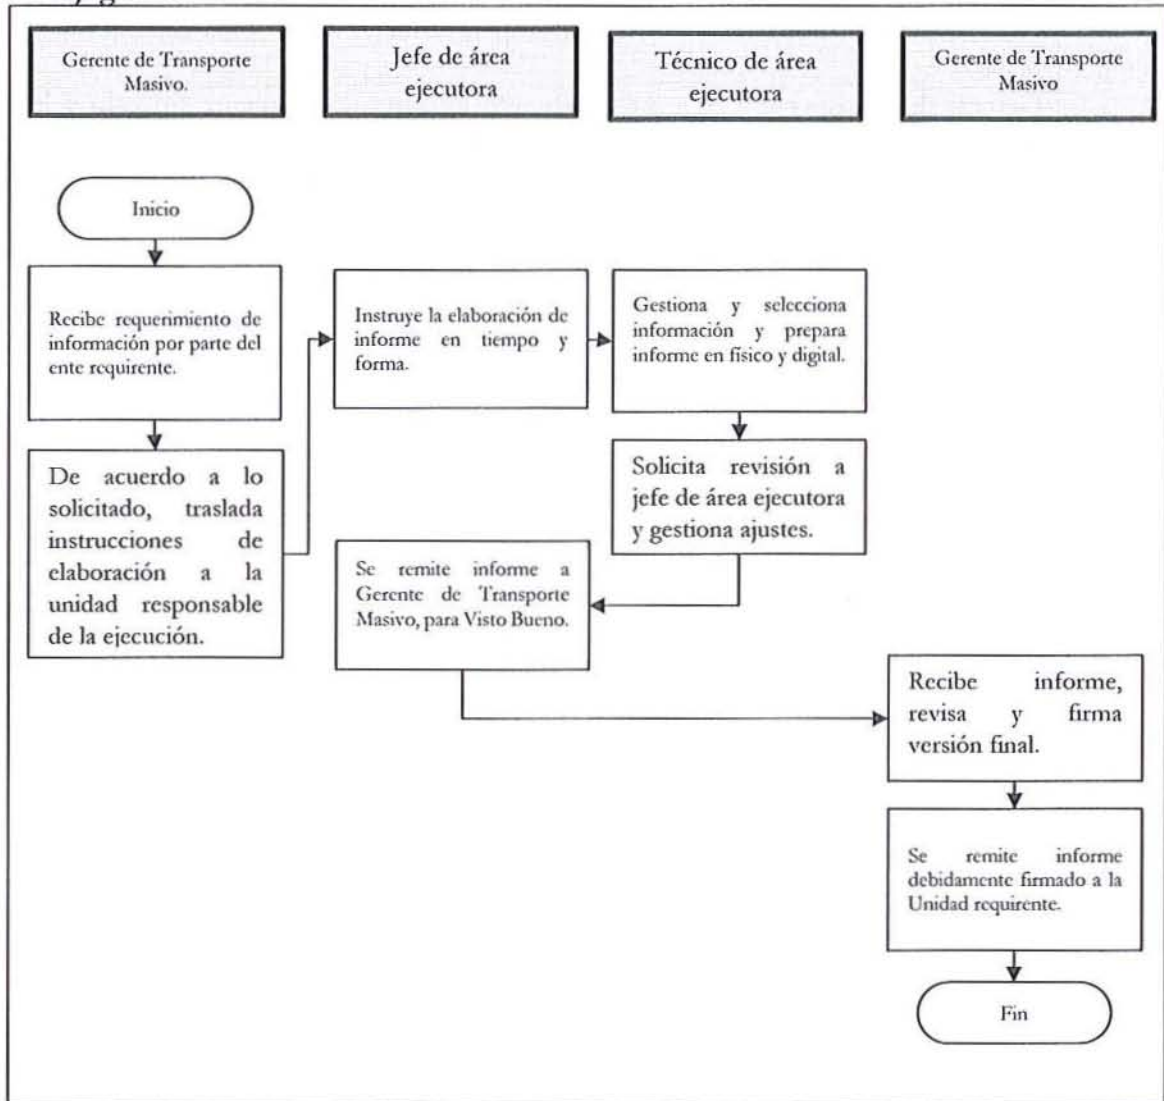 Gerente de Transporte
Masivo.
Jefe de área
ejecutora
Técnico de área
ejecutora
Gerente de Transporte
Masivo
Inicio
Recibe requerimiento de
información por parte del
ente requirente.
De acuerdo a lo
solicitado, traslada
instrucciones de
elaboración a la
unidad responsable
de la ejecución.
Instruye la elaboración de
informe en tiempo y
forma.
Gestiona y selecciona
información y prepara
informe en físico y digital.
Solicita revisión a
jefe de área ejecutora
y gestiona ajustes.
Se remite informe a
Gerente de Transporte
Masivo, para Visto Bueno.
Recibe informe,
revisa y firma
versión final.
Se remite informe
debidamente firmado a la
Unidad requirente.
Fin